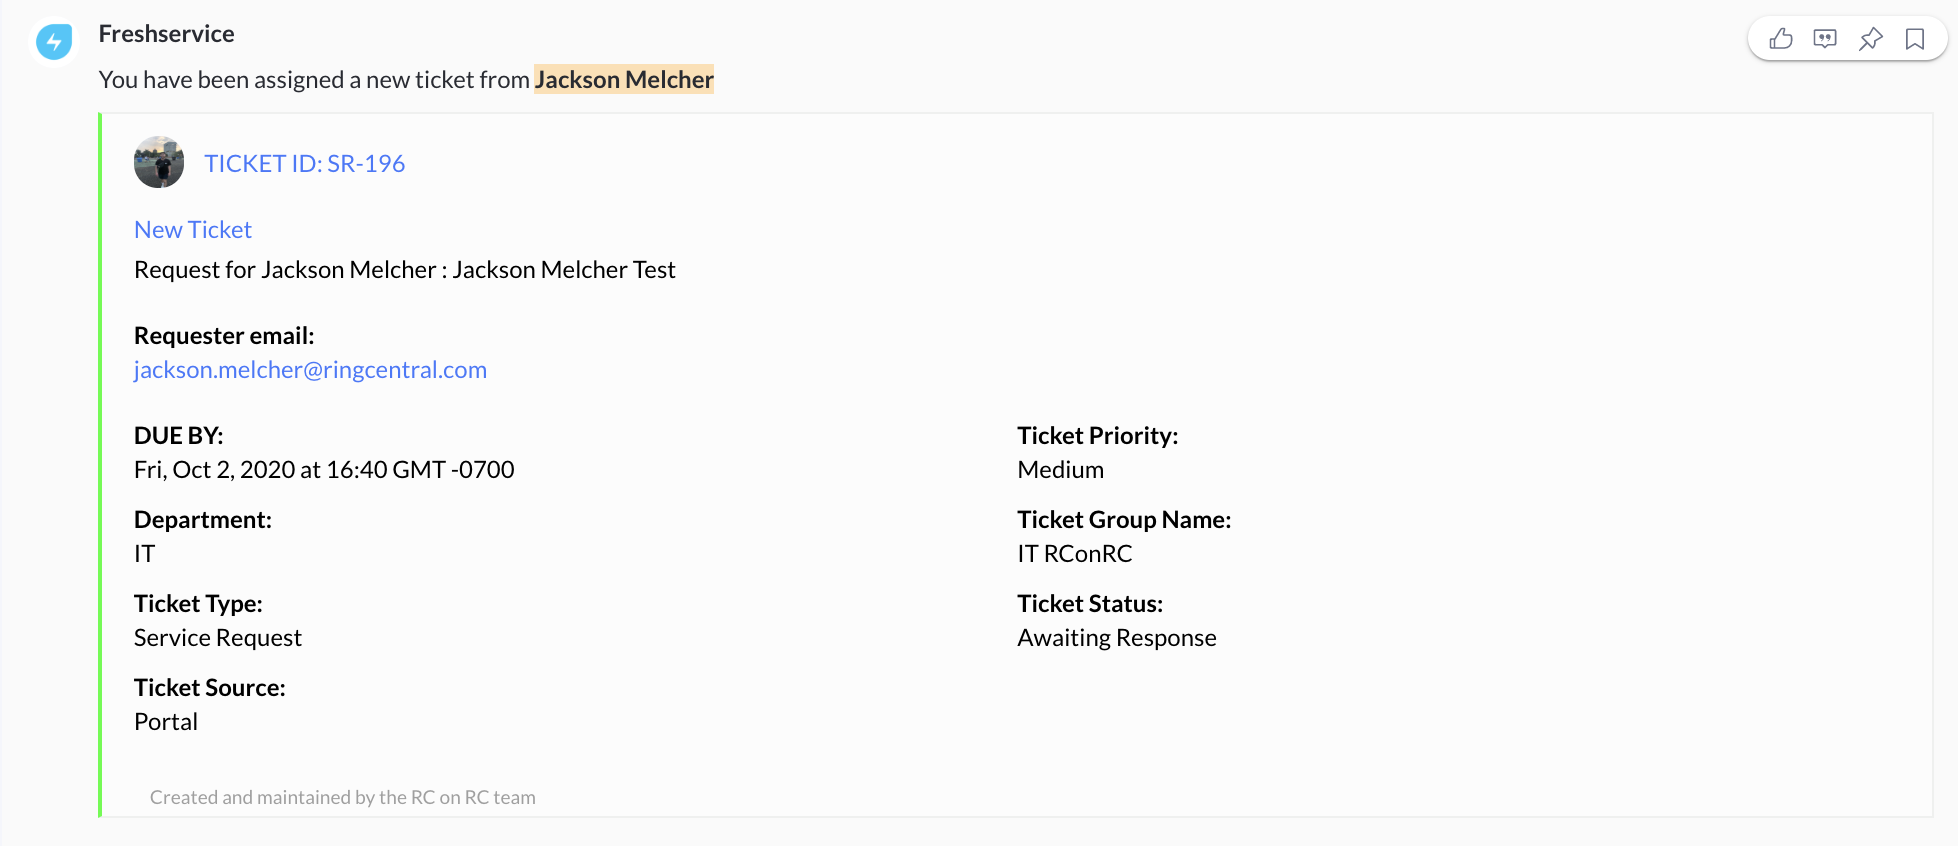 Freshservice
You have been assigned a new ticket from Jackson Melcher
TICKET ID: SR-196
New Ticket
Request for Jackson Melcher : Jackson Melcher Test
Requester email:
jackson.melcher@ringcentral.com
DUE BY:
Fri, Oct 2, 2020 at 16:40 GMT -0700
Ticket Priority:
Medium
Department:
IT
Ticket Group Name:
IT RConRC
Ticket Type:
Service Request
Ticket Status:
Awaiting Response
Ticket Source:
Portal
Created and maintained by the RC on RC team